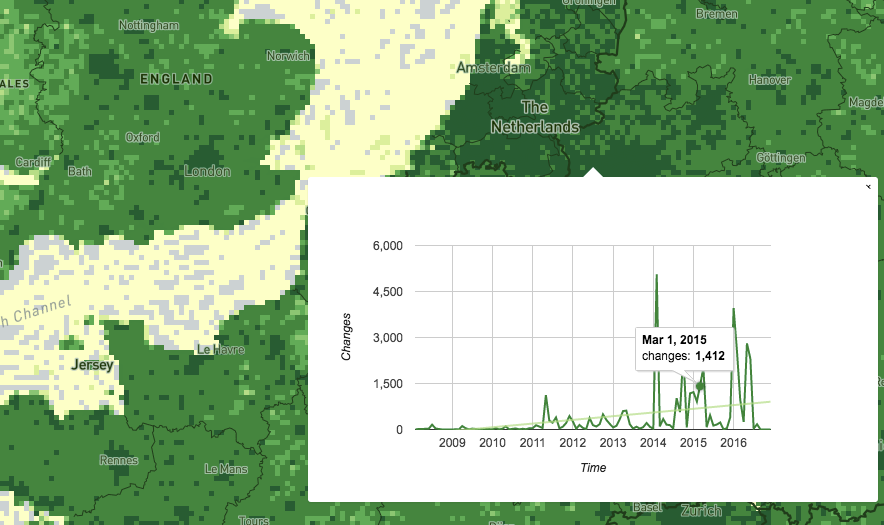 Groningen
Bremen
Nottingham
Norwich
Amsterdam
ALES
ENGLAND
Hanover
The
Netherlands
Magde
Oxford
Göttingen
Cardiff
Bath
London
×
6,000
4,500
3,000
1,500
0
Changes
Mar 1, 2015
changes: 1,412
2009 2010 2011 2012 2013 2014 2015 2016
Time
h Channel
Le Havre
Jersey
Rennes
Le Mans
Tours
Dijon
Basel
Zurich